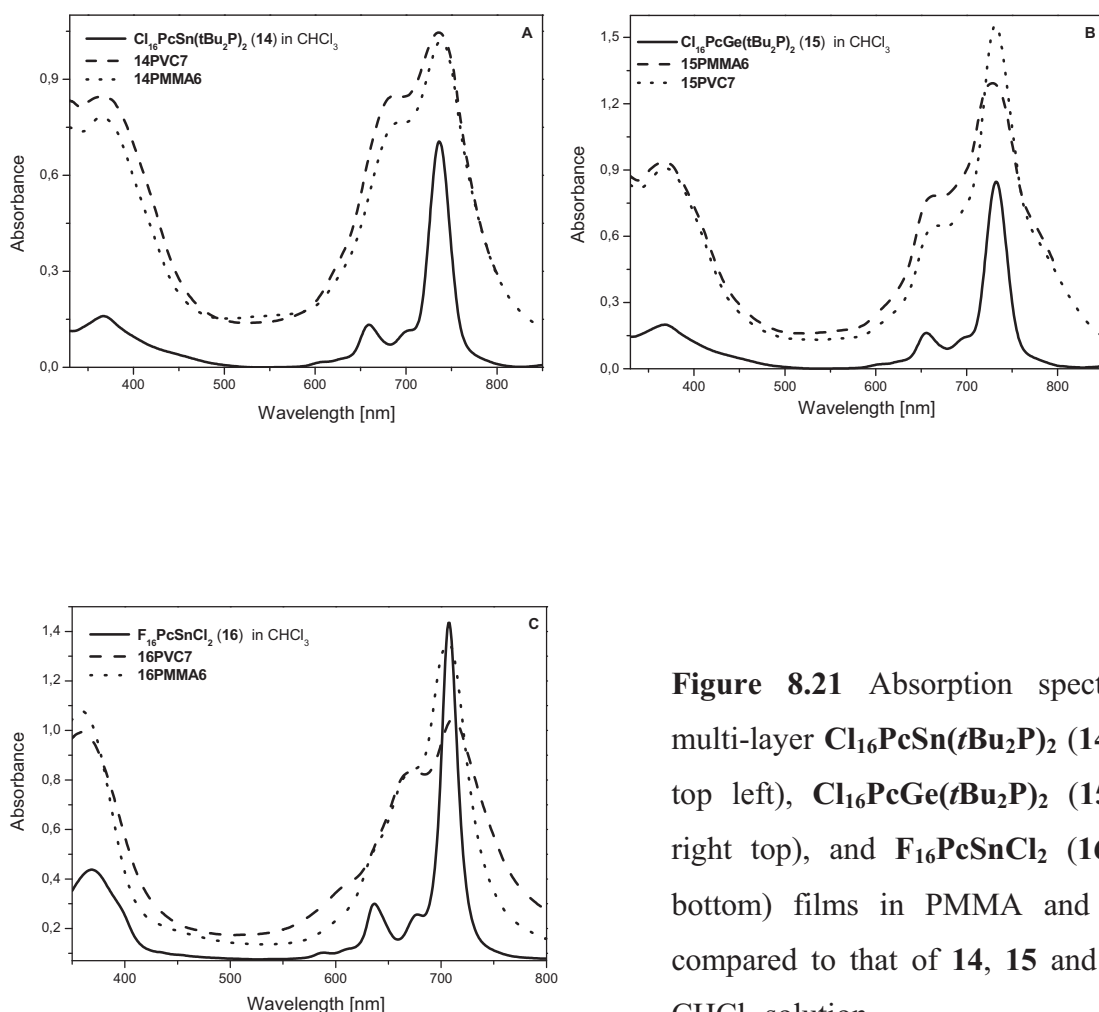 A
Cl₁₆PcSn(tBu₂P)₂ (14) in CHCl₃
14PVC7
14PMMA6
0,9
0,6
0,3
0,0
Absorbance
400 500 600 700 800
Wavelength [nm]
B
Cl₁₆PcGe(tBu₂P)₂ (15) in CHCl₃
15PMMA6
15PVC7
1,5
1,2
0,9
0,6
0,3
0,0
Absorbance
400 500 600 700 800
Wavelength [nm]
C
F₁₆PcSnCl₂ (16) in CHCl₃
16PVC7
16PMMA6
1,4
1,2
1,0
0,8
0,6
0,4
0,2
Absorbance
400 500 600 700 800
Wavelength [nm]
Figure 8.21 Absorption spect
multi-layer Cl₁₆PcSn(tBu₂P)₂ (14
top left), Cl₁₆PcGe(tBu₂P)₂ (15
right top), and F₁₆PcSnCl₂ (16
bottom) films in PMMA and
compared to that of 14, 15 and
solution